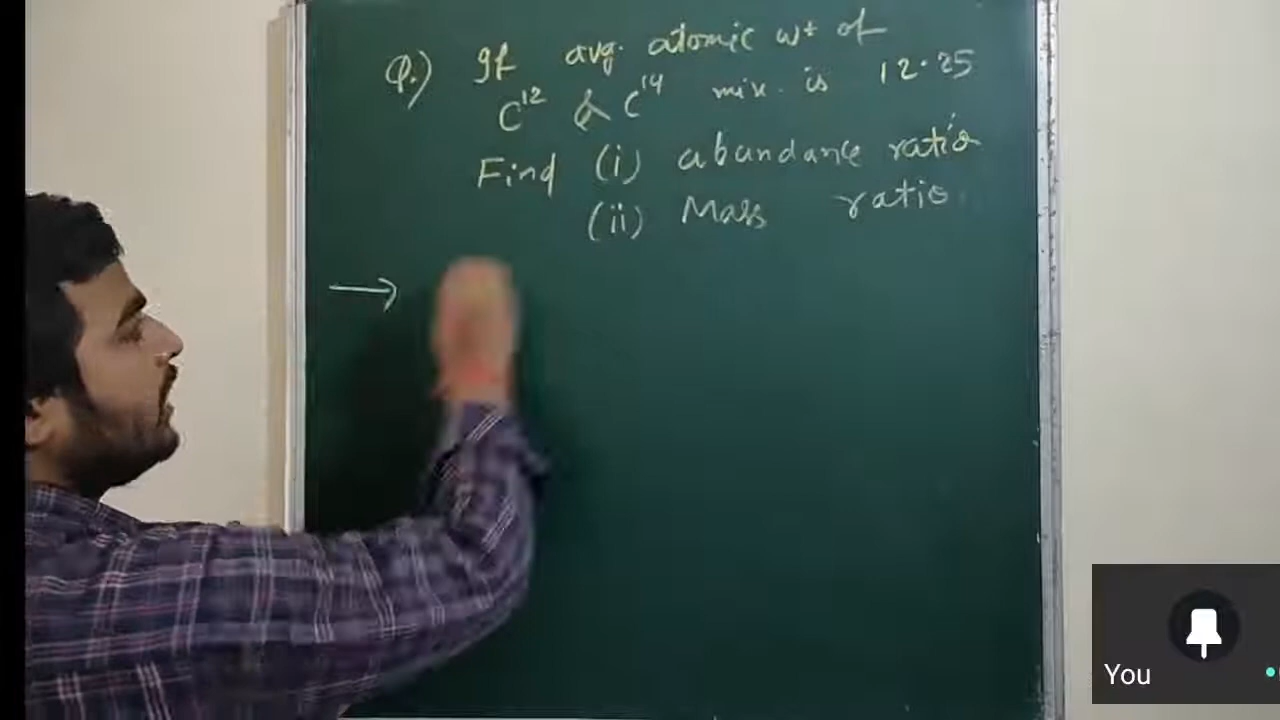 Q.) If avg. atomic wt of
C¹² & C¹⁴ mix. is 12.25
Find (i) abundance ratio
(ii) Mass ratio.
→
You